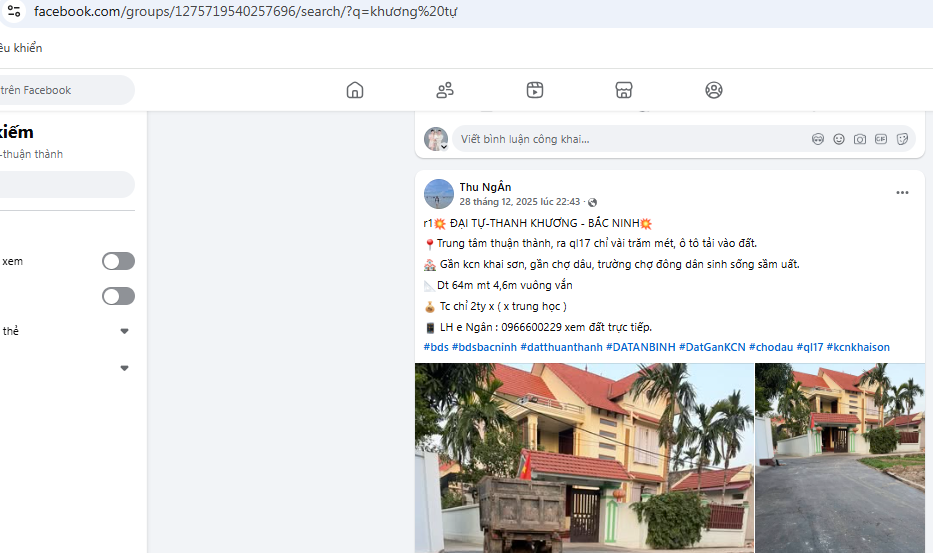 facebook.com/groups/1275719540257696/search/?q=khương%20tự
ều khiển
trên Facebook
kiếm
-thuận thành
xem
thẻ
Viết bình luận công khai...
GIF
Thu NgÂn
28 tháng 12, 2025 lúc 22:43 ·
r1💥 ĐẠI TỰ-THANH KHƯƠNG - BẮC NINH💥
📍Trung tâm thuận thành, ra ql17 chỉ vài trăm mét, ô tô tải vào đất.
🏘 Gần kcn khai sơn, gần chợ dâu, trường chợ đông dân sinh sống sầm uất.
📐Dt 64m mt 4,6m vuông vắn
💰 Tc chỉ 2ty x ( x trung học )
📱 LH e Ngân : 0966600229 xem đất trực tiếp.
#bds #bdsbacninh #datthuanthanh #DATANBINH #DatGanKCN #chodau #ql17 #kcnkhaison